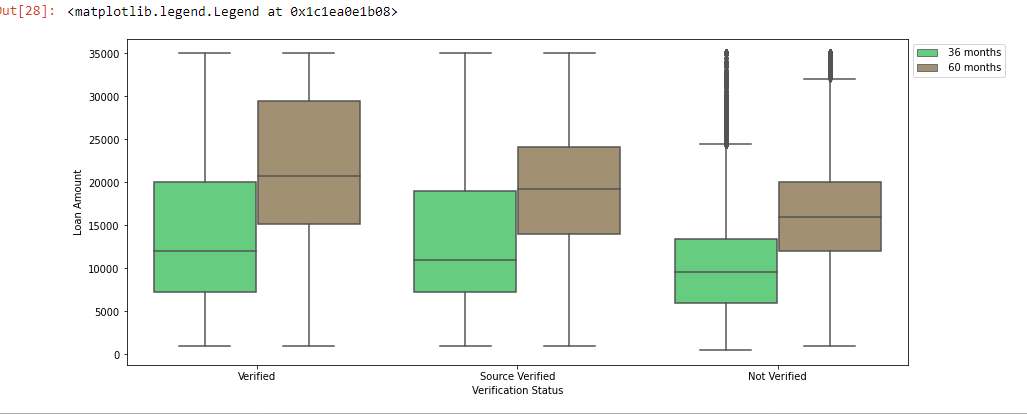 Out[28]: <matplotlib.legend.Legend at 0x1c1ea0e1b08>
36 months
60 months
35000
30000
25000
20000
15000
10000
5000
0
Loan Amount
Verified Source Verified Not Verified
Verification Status